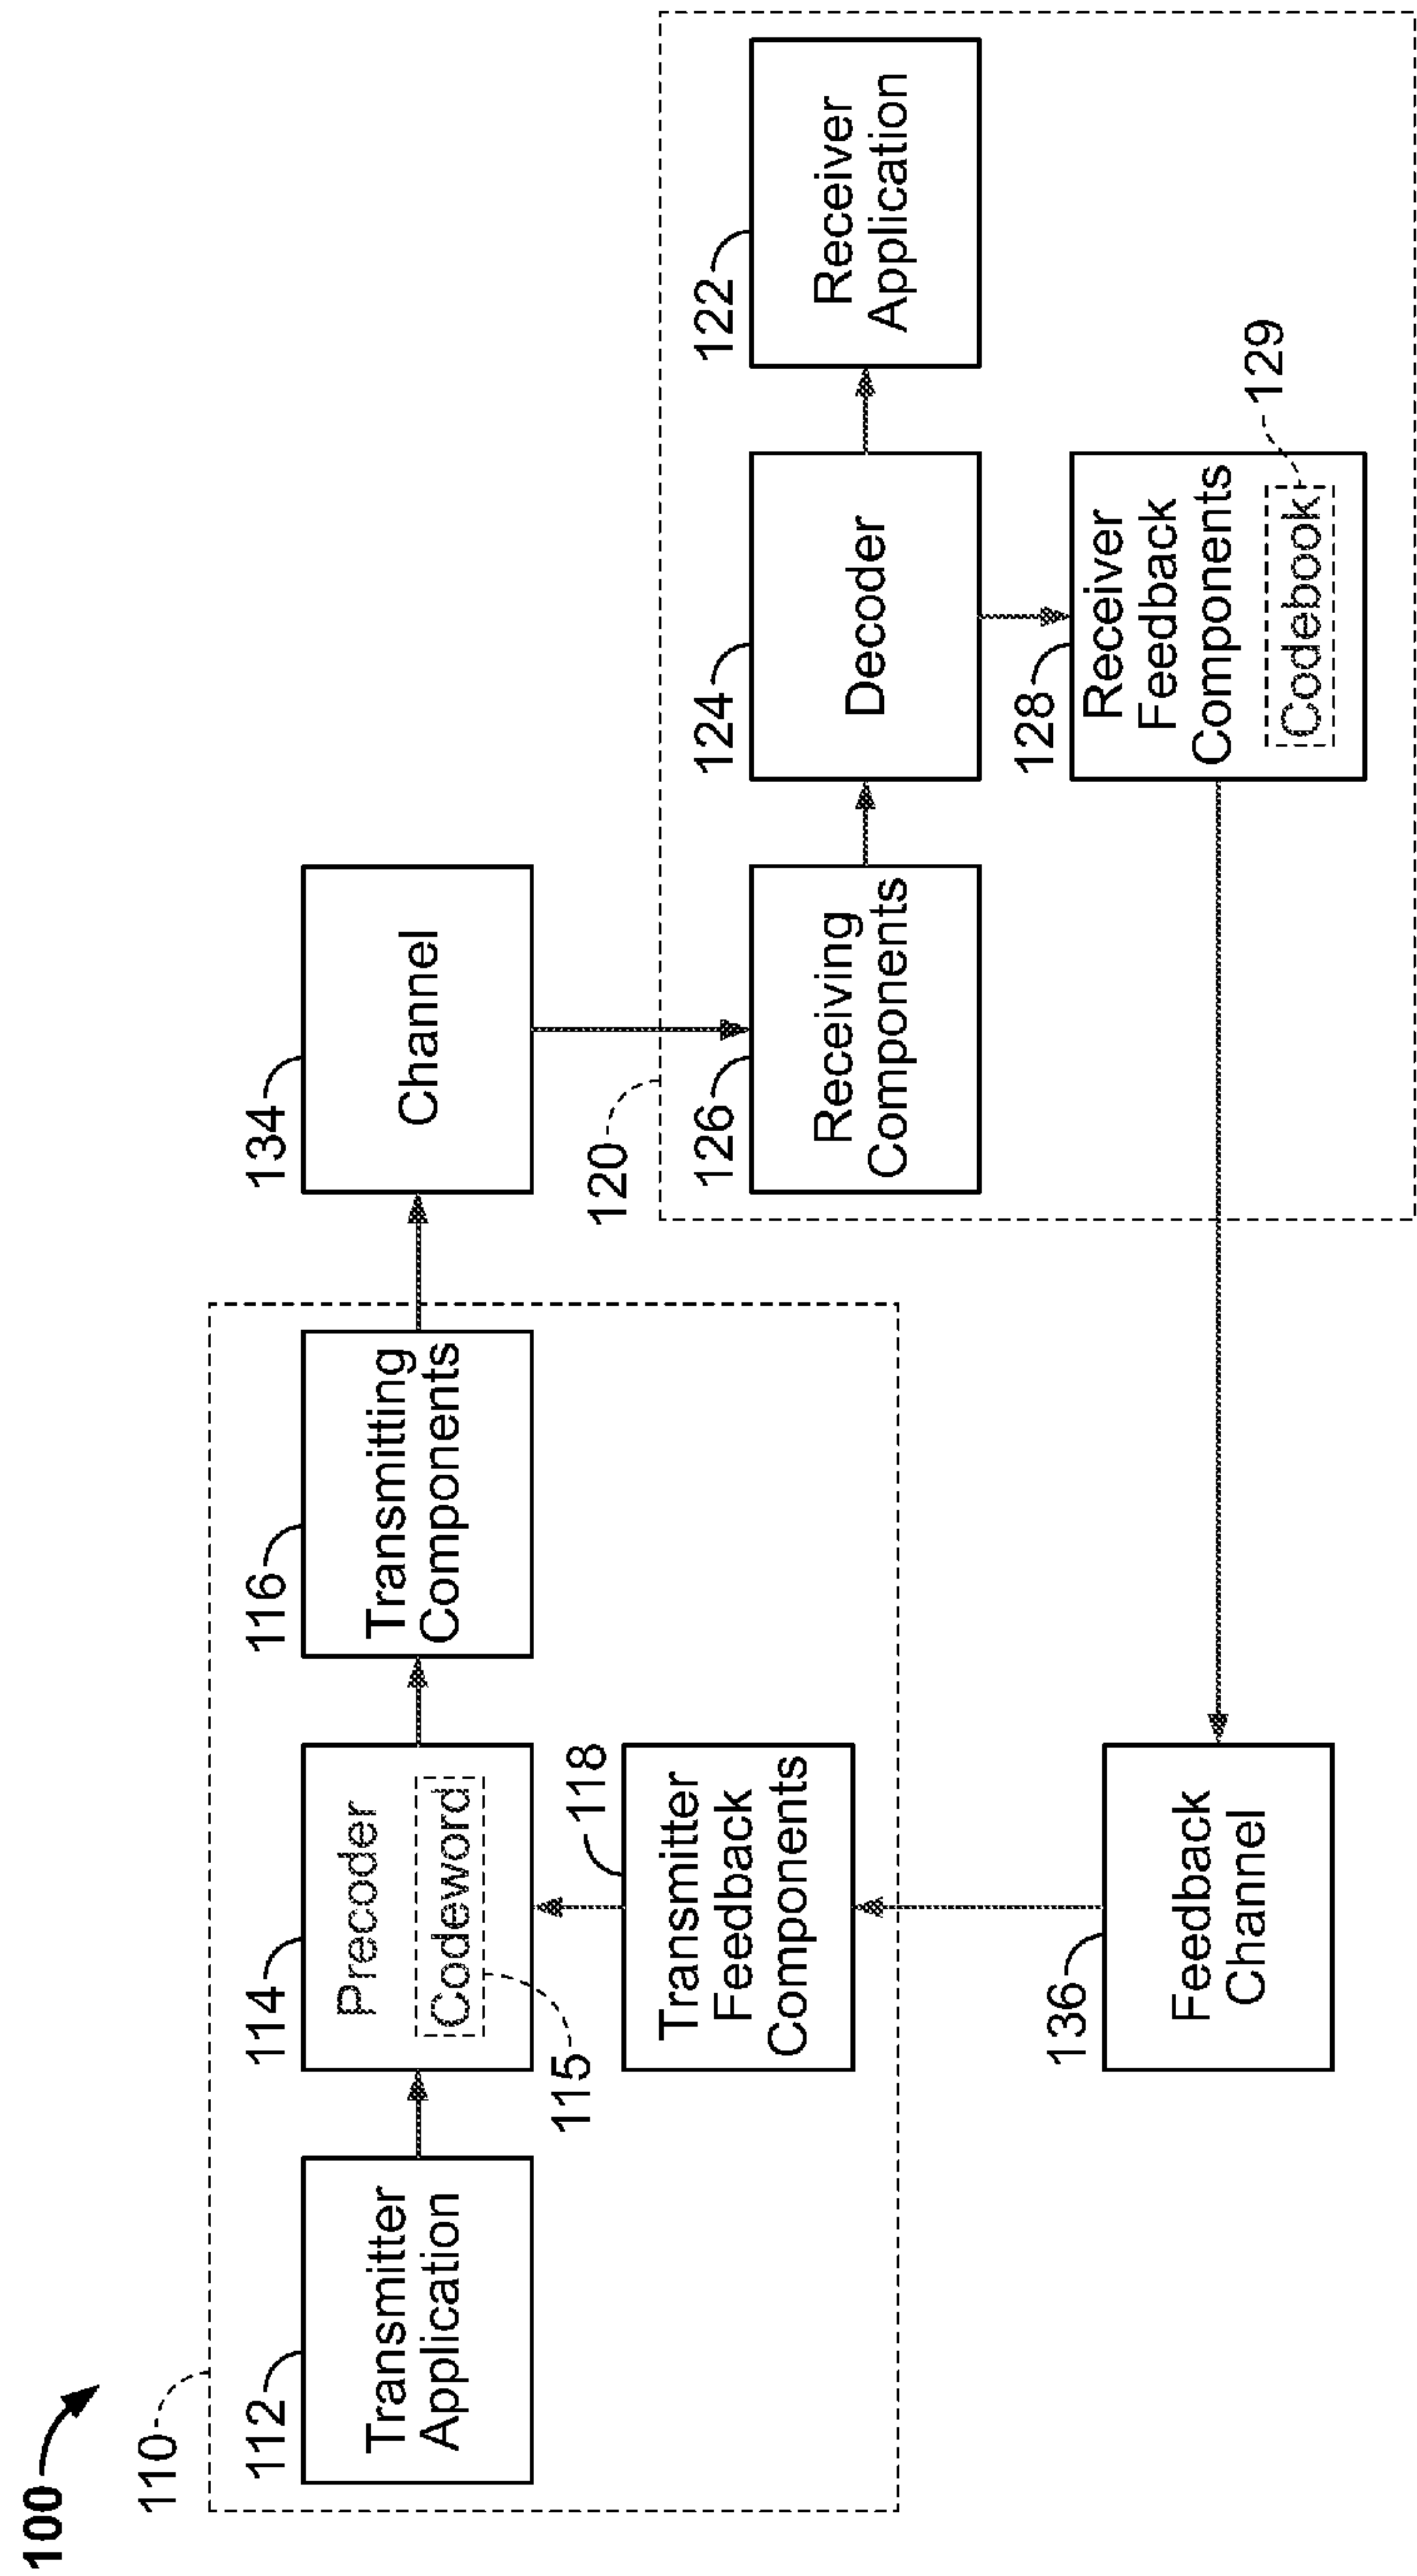 100
110
112
Transmitter
Application
114
Precoder
Codeword
115
116
Transmitting
Components
118
Transmitter
Feedback
Components
134
Channel
136
Feedback
Channel
120
126
Receiving
Components
124
Decoder
122
Receiver
Application
128
Receiver
Feedback
Components
Codebook
129